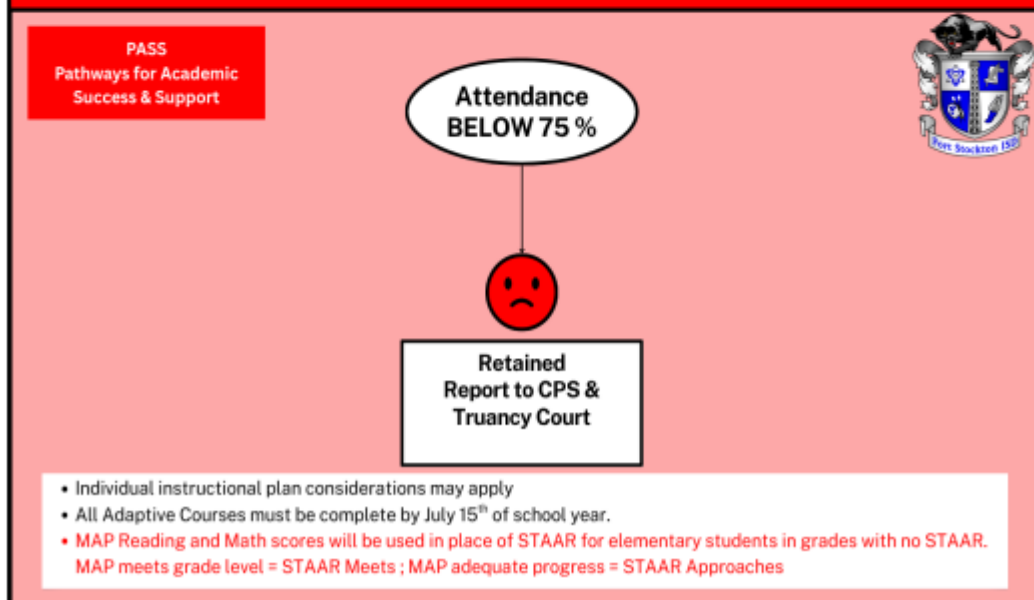 PASS
Pathways for Academic
Success & Support
Attendance
BELOW 75 %
Fort Stockton ISD
Retained
Report to CPS &
Truancy Court
• Individual instructional plan considerations may apply
• All Adaptive Courses must be complete by July 15th of school year.
• MAP Reading and Math scores will be used in place of STAAR for elementary students in grades with no STAAR.
MAP meets grade level = STAAR Meets ; MAP adequate progress = STAAR Approaches